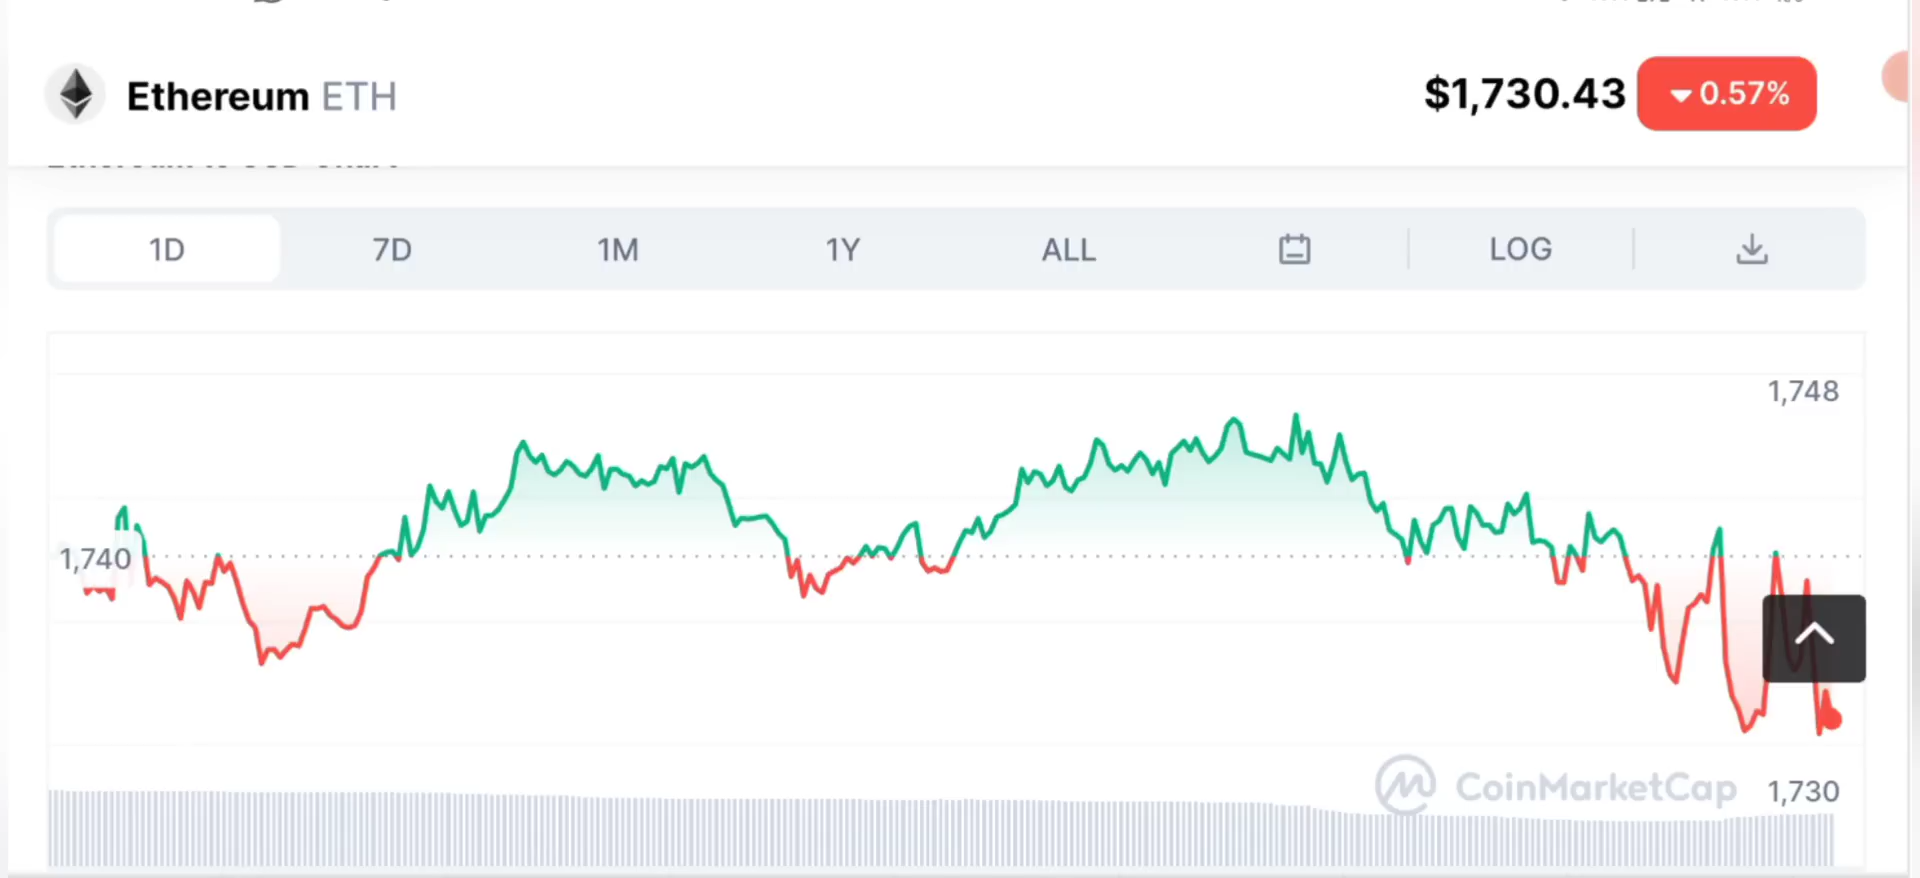 Ethereum ETH
$1,730.43 0.57%
1D 7D 1M 1Y ALL LOG
1,748
1,740
CoinMarketCap 1,730